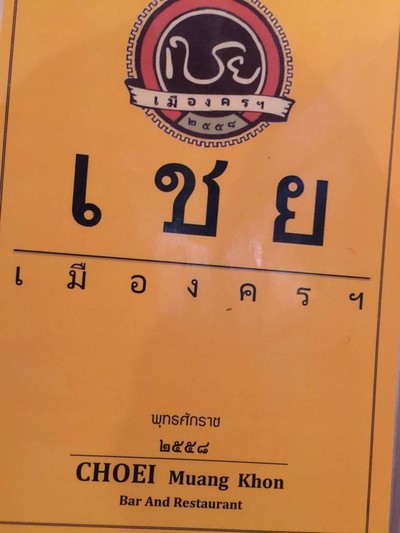 เชย
เมืองครฯ
๒๕๕๘
เชย
เมืองครฯ
พุทธศักราช
๒๕๕๘
CHOEI Muang Khon
Bar And Restaurant